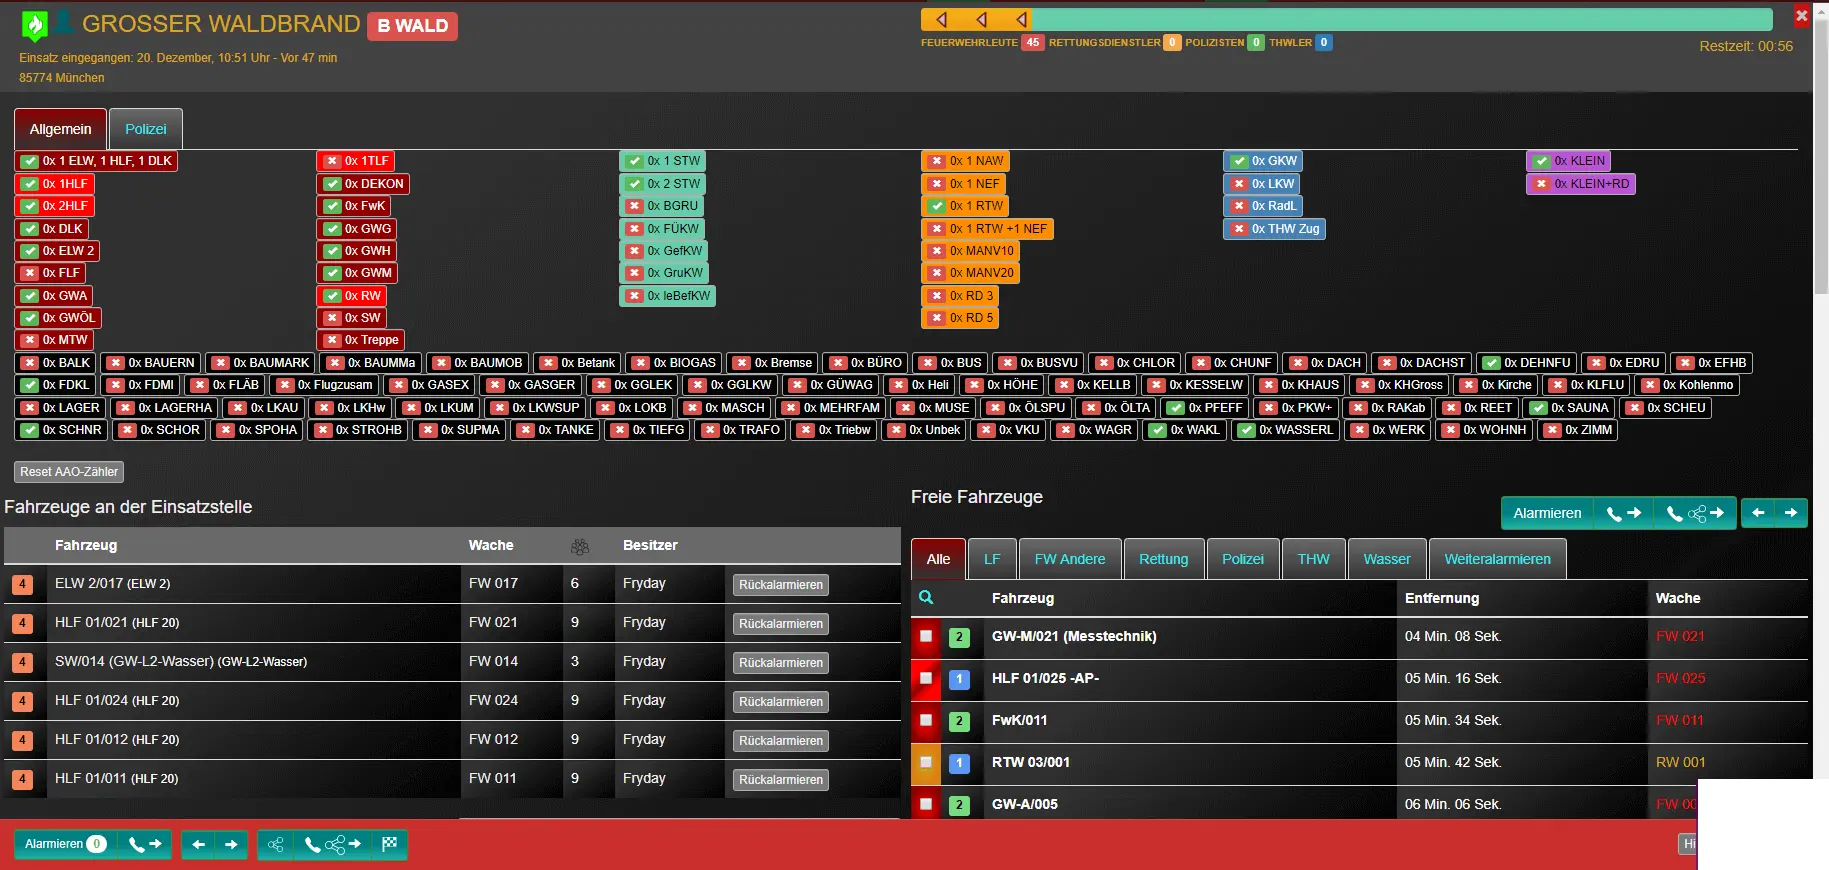 GROSSER WALDBRAND B WALD
Einsatz eingegangen: 20. Dezember, 10:51 Uhr - Vor 47 min
85774 München
FEUERWEHRLEUTE 45 RETTUNGSDIENSTLER 0 POLIZISTEN 0 THWLER 0
Restzeit: 00:56
Allgemein Polizei
0x 1 ELW, 1 HLF, 1 DLK 0x 1TLF 0x 1 STW 0x 1 NAW 0x GKW 0x KLEIN
0x 1HLF 0x DEKON 0x 2 STW 0x 1 NEF 0x LKW 0x KLEIN+RD
0x 2HLF 0x FwK 0x BGRU 0x 1 RTW 0x RadL
0x DLK 0x GWG 0x FÜKW 0x 1 RTW +1 NEF 0x THW Zug
0x ELW 2 0x GWH 0x GefKW 0x MANV10
0x FLF 0x GWM 0x GruKW 0x MANV20
0x GWA 0x RW 0x leBefKW 0x RD 3
0x GWÖL 0x SW 0x RD 5
0x MTW 0x Treppe
0x BALK 0x BAUERN 0x BAUMARK 0x BAUMMa 0x BAUMOB 0x Betank 0x BIOGAS 0x Bremse 0x BÜRO 0x BUS 0x BUSVU 0x CHLOR 0x CHUNF 0x DACH 0x DACHST 0x DEHNFU 0x EDRU 0x EFHB
0x FDKL 0x FDMI 0x FLÄB 0x Flugzusam 0x GASEX 0x GASGER 0x GGLEK 0x GGLKW 0x GÜWAG 0x Heli 0x HÖHE 0x KELLB 0x KESSELW 0x KHAUS 0x KHGross 0x Kirche 0x KLFLU 0x Kohlenmo
0x LAGER 0x LAGERHA 0x LKAU 0x LKHw 0x LKUM 0x LKWSUP 0x LOKB 0x MASCH 0x MEHRFAM 0x MUSE 0x ÖLSPU 0x ÖLTA 0x PFEFF 0x PKW+ 0x RAKab 0x REET 0x SAUNA 0x SCHEU
0x SCHNR 0x SCHOR 0x SPOHA 0x STROHB 0x SUPMA 0x TANKE 0x TIEFG 0x TRAFO 0x Triebw 0x Unbek 0x VKU 0x WAGR 0x WAKL 0x WASSERL 0x WERK 0x WOHNH 0x ZIMM
Reset AAO-Zähler
Fahrzeuge an der Einsatzstelle
Fahrzeug Wache Besitzer
4 ELW 2/017 (ELW 2) FW 017 6 Fryday Rückalarmieren
4 HLF 01/021 (HLF 20) FW 021 9 Fryday Rückalarmieren
4 SW/014 (GW-L2-Wasser) (GW-L2-Wasser) FW 014 3 Fryday Rückalarmieren
4 HLF 01/024 (HLF 20) FW 024 9 Fryday Rückalarmieren
4 HLF 01/012 (HLF 20) FW 012 9 Fryday Rückalarmieren
4 HLF 01/011 (HLF 20) FW 011 9 Fryday Rückalarmieren
Freie Fahrzeuge
Alarmieren
Alle LF FW Andere Rettung Polizei THW Wasser Weiteralarmieren
Fahrzeug Entfernung Wache
2 GW-M/021 (Messtechnik) 04 Min. 08 Sek. FW 021
1 HLF 01/025 -AP- 05 Min. 16 Sek. FW 025
2 FwK/011 05 Min. 34 Sek. FW 011
1 RTW 03/001 05 Min. 42 Sek. RW 001
2 GW-A/005 06 Min. 06 Sek. FW
Alarmieren 0